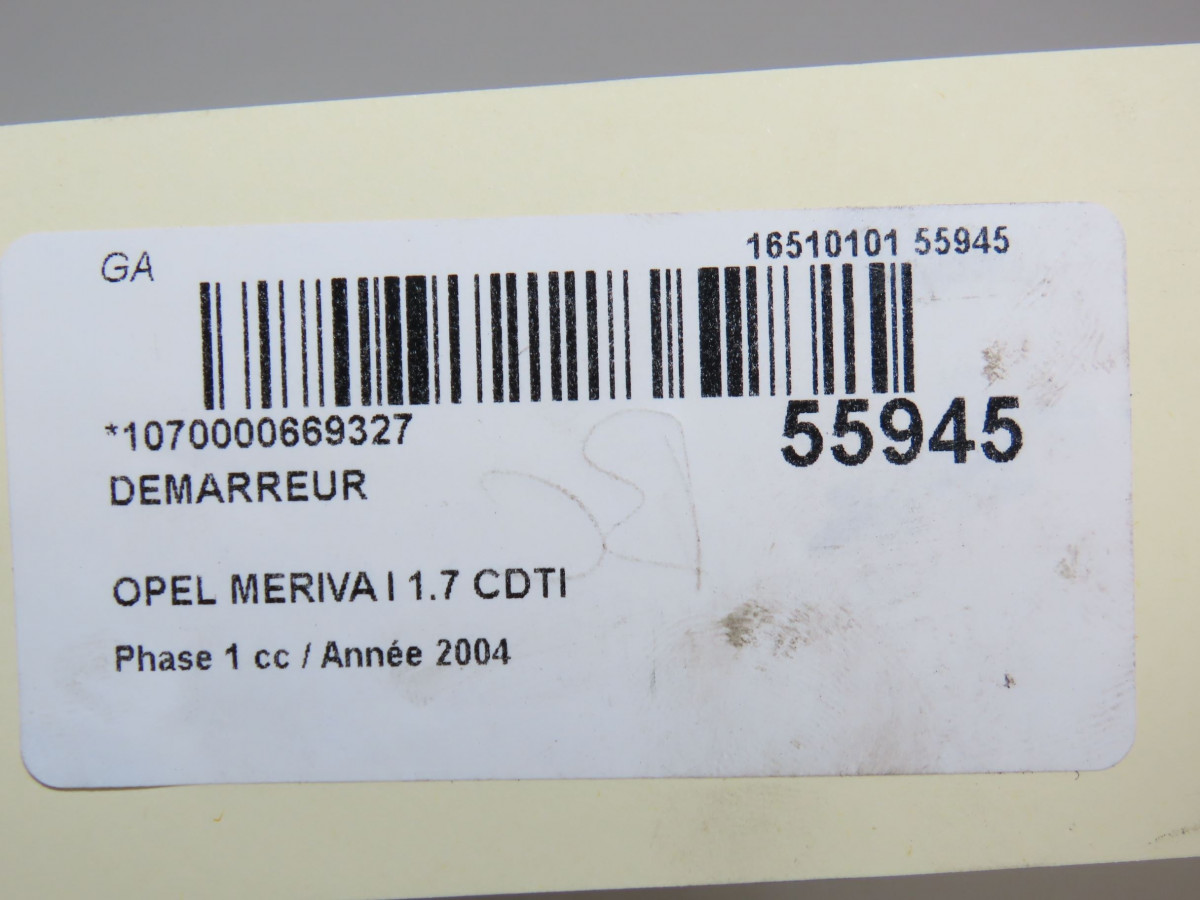 GA
16510101 55945
*1070000669327
55945
DEMARREUR
OPEL MERIVA I 1.7 CDTI
Phase 1 cc / Année 2004